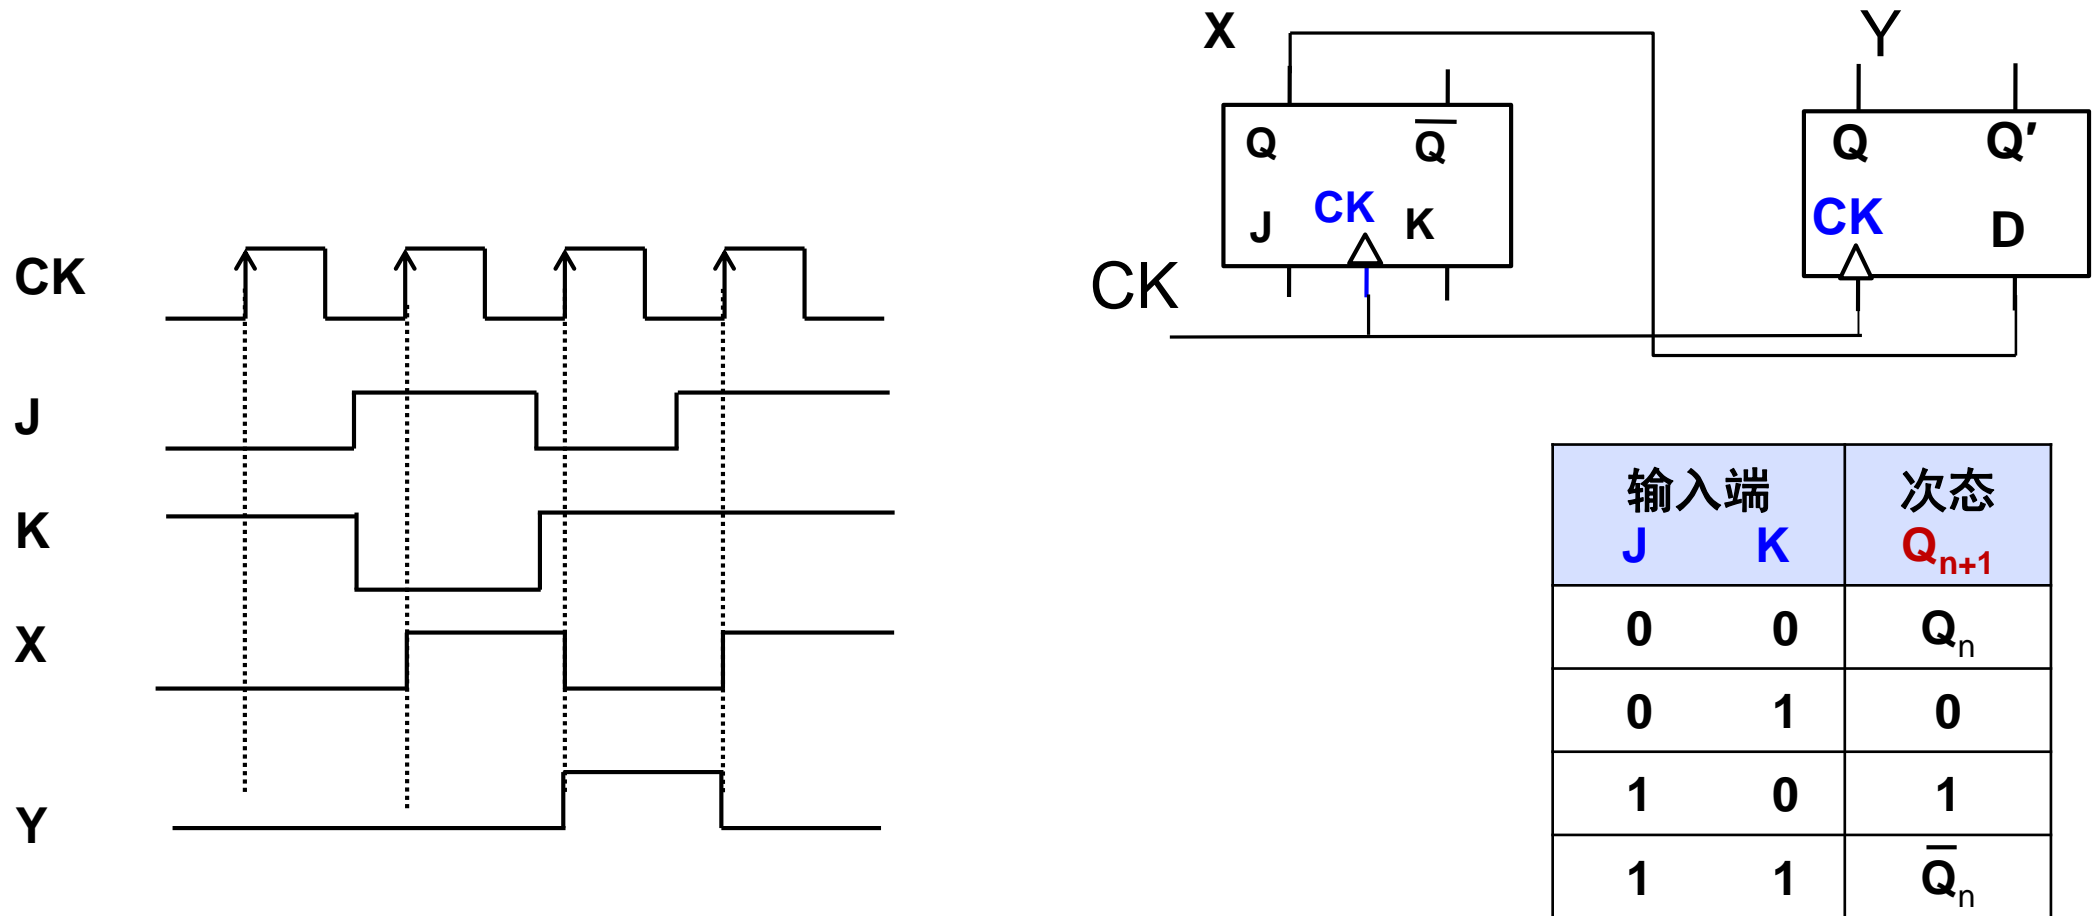 CK
J
K
X
Y
X
Y
Q Q̅
J CK K
CK
Q Q′
CK D
输入端 次态
J K Qn+1
0 0 Qn
0 1 0
1 0 1
1 1 Q̅n